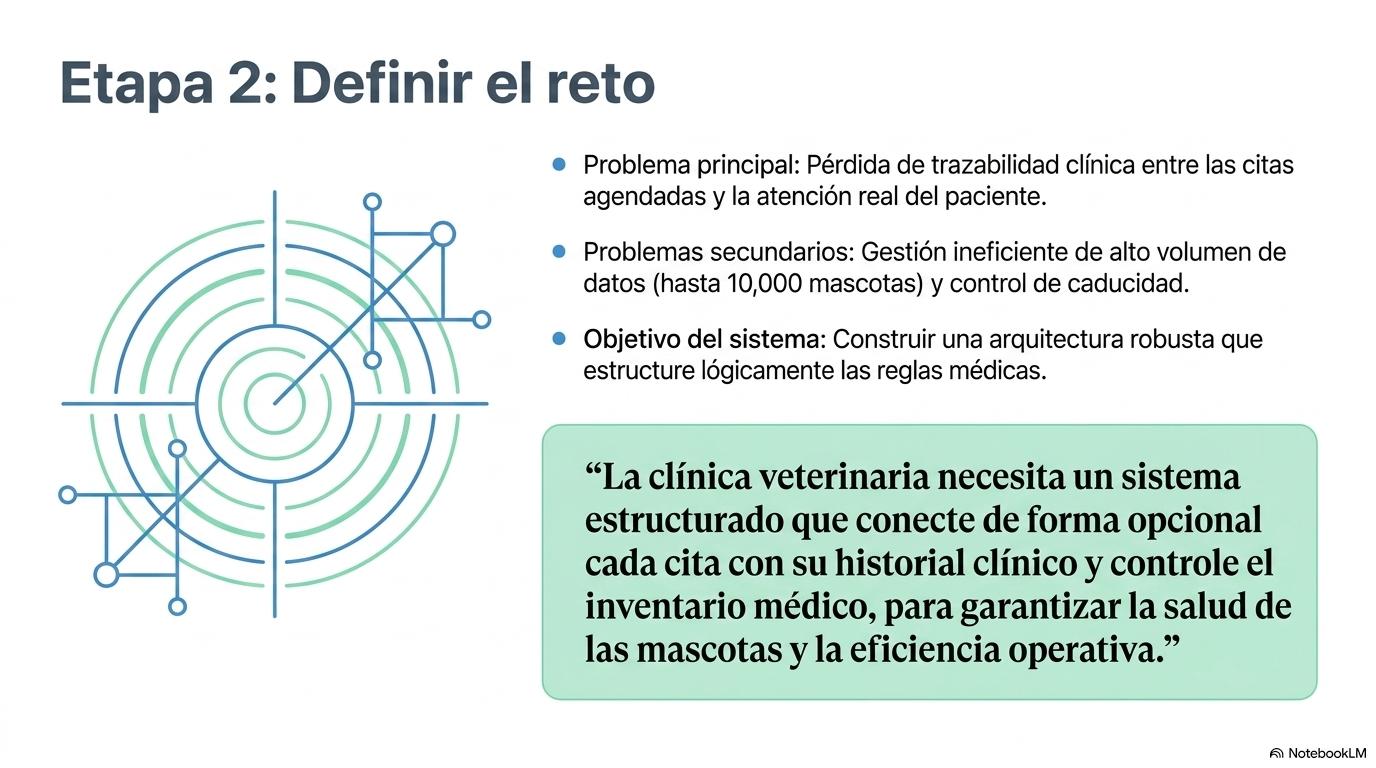 Etapa 2: Definir el reto
Problema principal: Pérdida de trazabilidad clínica entre las citas
agendadas y la atención real del paciente.
Problemas secundarios: Gestión ineficiente de alto volumen de
datos (hasta 10,000 mascotas) y control de caducidad.
Objetivo del sistema: Construir una arquitectura robusta que
estructure lógicamente las reglas médicas.
“La clínica veterinaria necesita un sistema
estructurado que conecte de forma opcional
cada cita con su historial clínico y controle el
inventario médico, para garantizar la salud de
las mascotas y la eficiencia operativa.”
NotebookLM